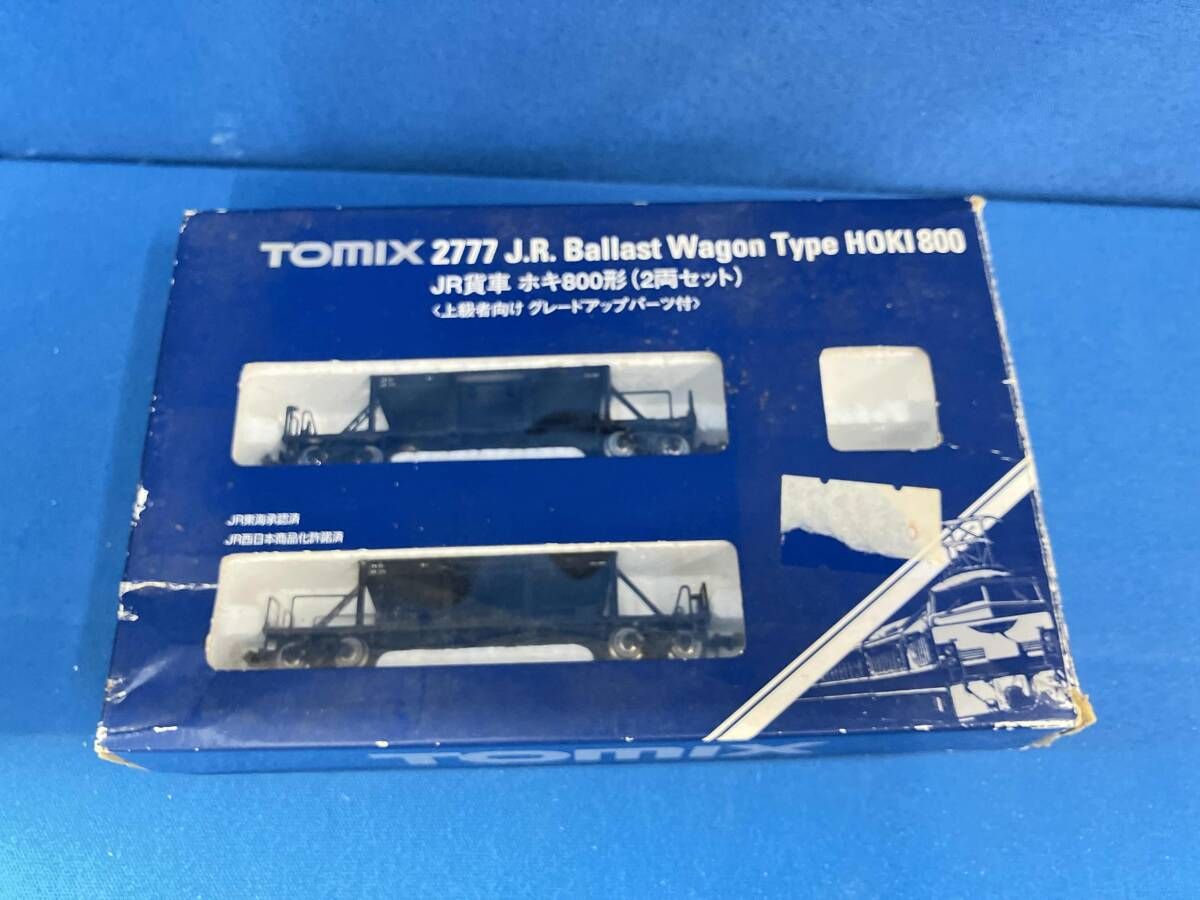 TOMIX 2777 J.R. Ballast Wagon Type HOKI 800
JR貨車 ホキ800形(2両セット)
〈上級者向け グレードアップパーツ付〉
JR東海承認済
JR西日本商品化許諾済
TOMIX